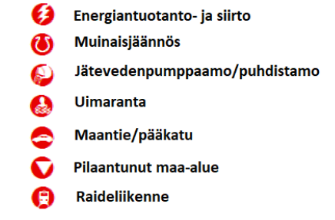 Energiantuotanto- ja siirto
Muinaisjäännös
Jätevedenpumppaamo/puhdistamo
Uimaranta
Maantie/pääkatu
Pilaantunut maa-alue
Raideliikenne